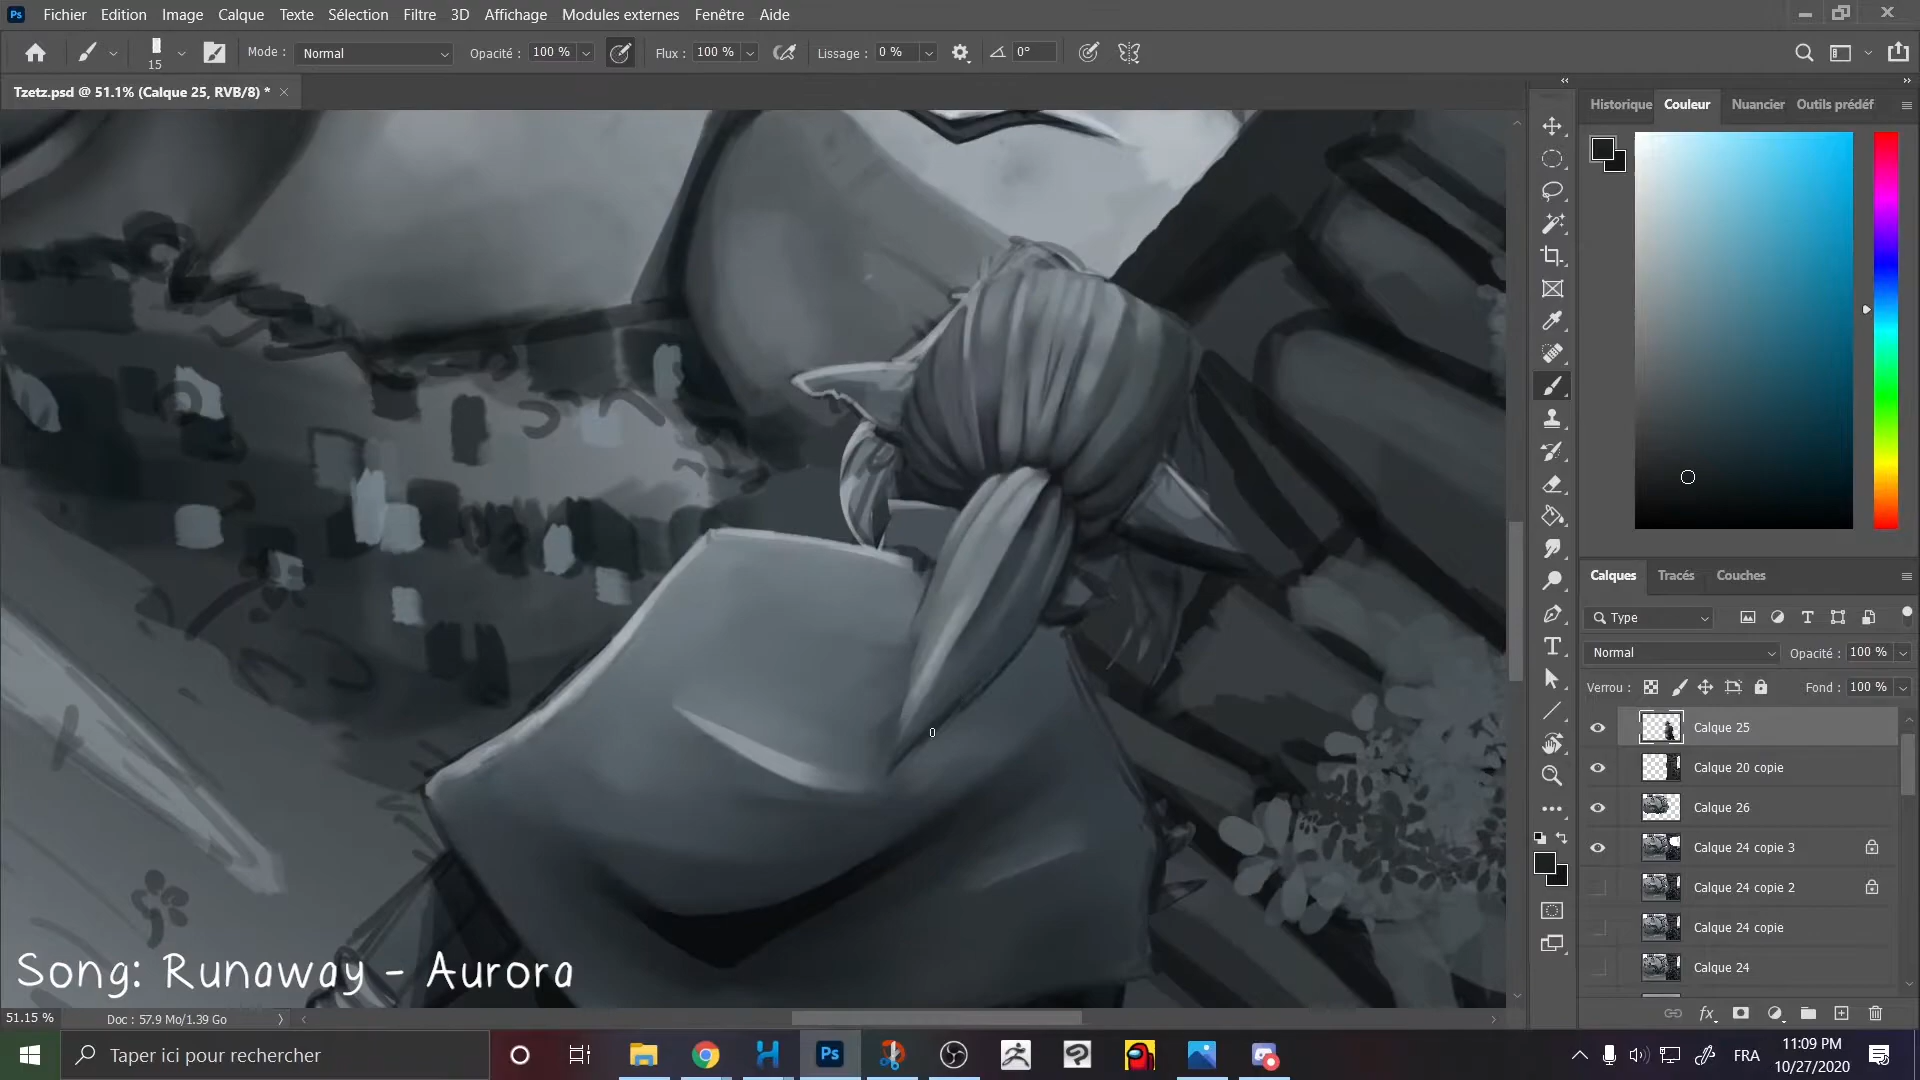 Fichier Edition Image Calque Texte Sélection Filtre 3D Affichage Modules externes Fenêtre Aide
15 Mode : Normal Opacité : 100 % Flux : 100 % Lissage : 0 % 0°
Tzetz.psd @ 51.1% (Calque 25, RVB/8) *
Historique Couleur Nuancier Outils prédéf
Calques Tracés Couches
Type
Normal Opacité : 100 %
Verrou : Fond : 100 %
Calque 25
Calque 20 copie
Calque 26
Calque 24 copie 3
Calque 24 copie 2
Calque 24 copie
Calque 24
Song: Runaway - Aurora
51.15 % Doc : 57.9 Mo/1.39 Go
Taper ici pour rechercher
FRA
11:09 PM
10/27/2020